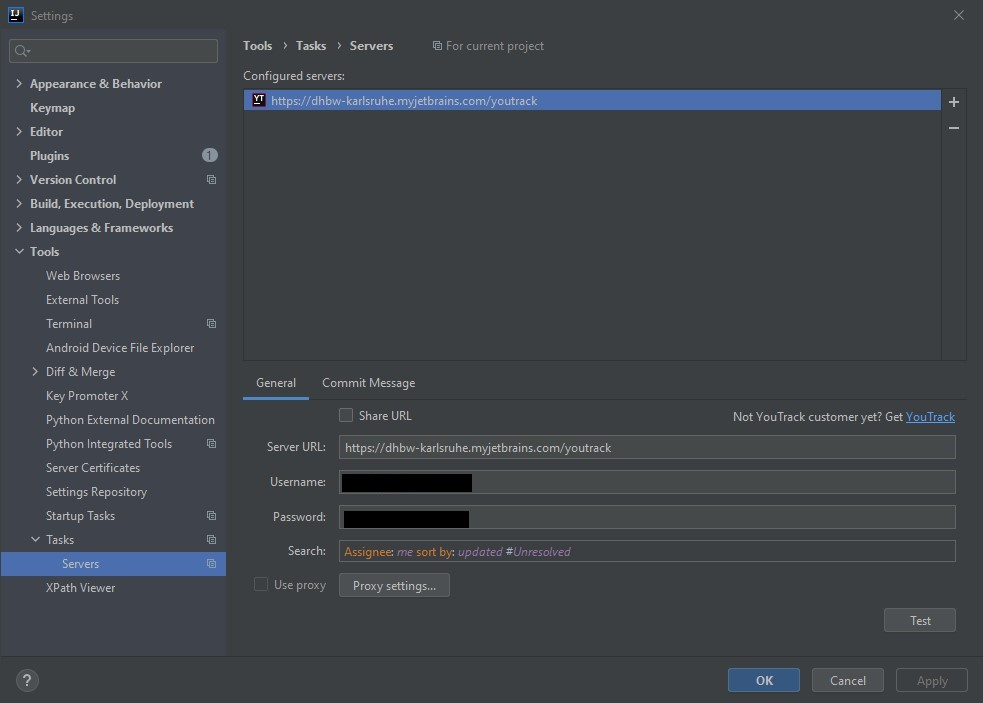 IJ Settings
Tools › Tasks › Servers For current project
Configured servers:
YT https://dhbw-karlsruhe.myjetbrains.com/youtrack
Appearance & Behavior
Keymap
Editor
Plugins 1
Version Control
Build, Execution, Deployment
Languages & Frameworks
Tools
Web Browsers
External Tools
Terminal
Android Device File Explorer
Diff & Merge
Key Promoter X
Python External Documentation
Python Integrated Tools
Server Certificates
Settings Repository
Startup Tasks
Tasks
Servers
XPath Viewer
General Commit Message
Share URL Not YouTrack customer yet? Get YouTrack
Server URL: https://dhbw-karlsruhe.myjetbrains.com/youtrack
Username:
Password:
Search: Assignee: me sort by: updated #Unresolved
Use proxy Proxy settings...
Test
? OK Cancel Apply